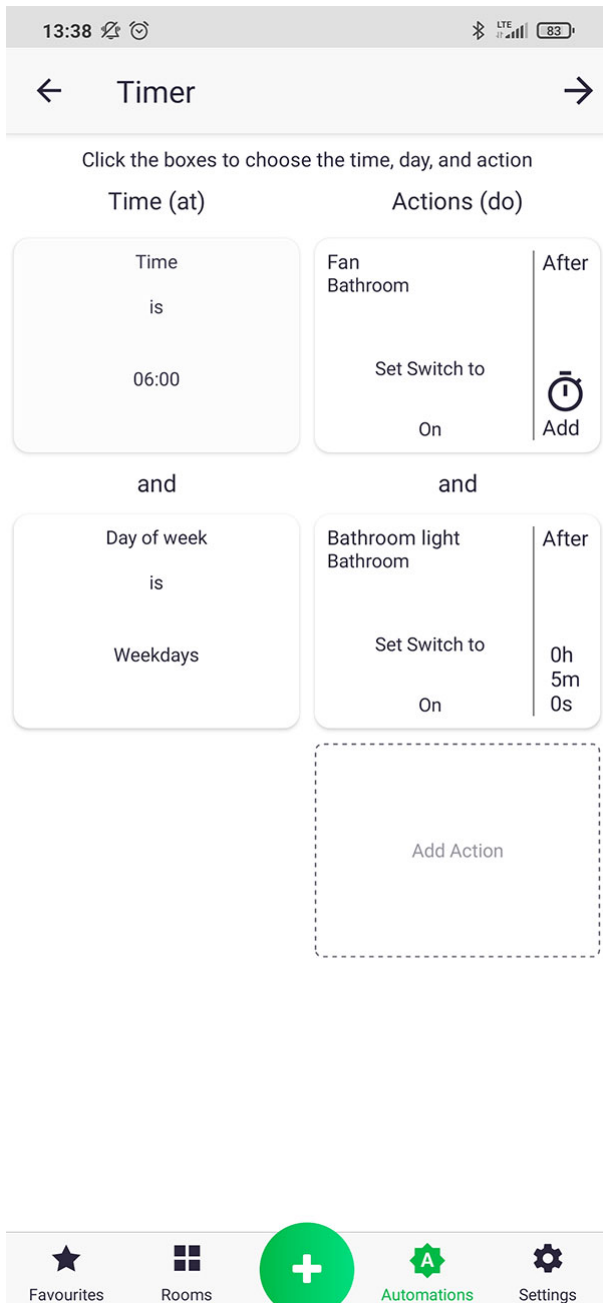 13:38
LTE
83
Timer
Click the boxes to choose the time, day, and action
Time (at)
Actions (do)
Time
is
06:00
Fan
Bathroom
Set Switch to
On
After
Add
and
and
Day of week
is
Weekdays
Bathroom light
Bathroom
Set Switch to
On
After
0h
5m
0s
Add Action
Favourites
Rooms
A
Automations
Settings